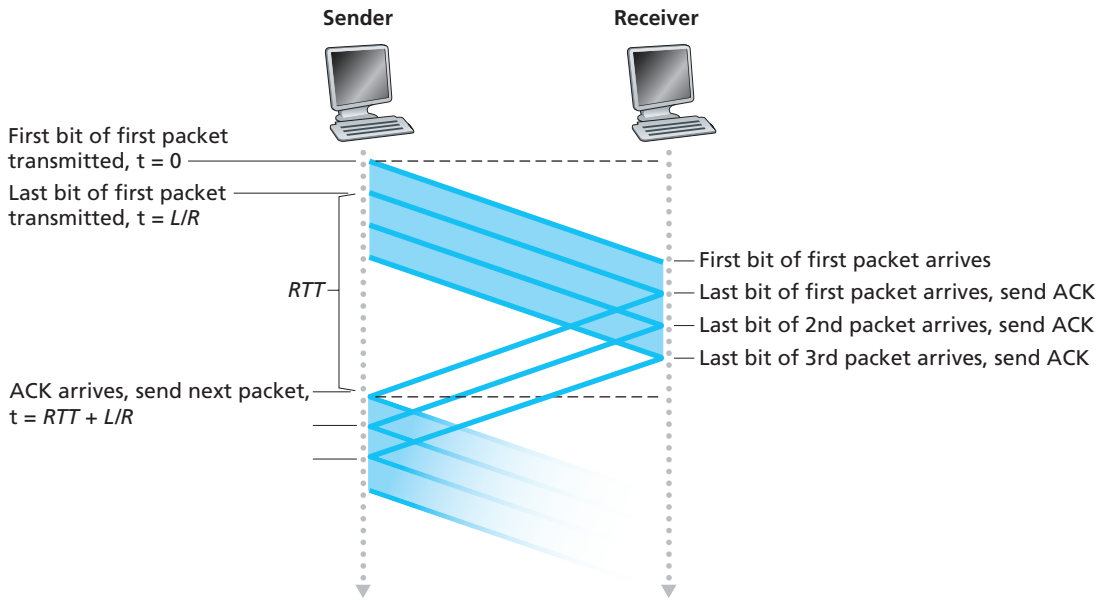 Sender
Receiver
First bit of first packet
transmitted, t = 0
Last bit of first packet
transmitted, t = L/R
First bit of first packet arrives
RTT
Last bit of first packet arrives, send ACK
Last bit of 2nd packet arrives, send ACK
Last bit of 3rd packet arrives, send ACK
ACK arrives, send next packet,
t = RTT + L/R